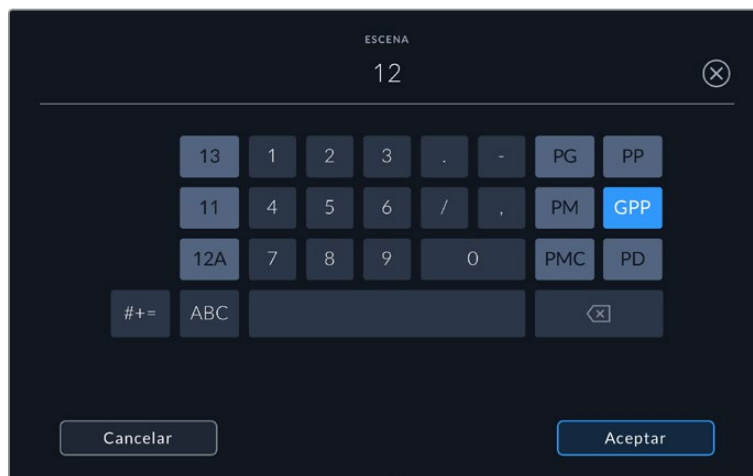 ESCENA
12
13 1 2 3 . - PG PP
11 4 5 6 / , PM GPP
12A 7 8 9 0 PMC PD
#+= ABC
Cancelar Aceptar